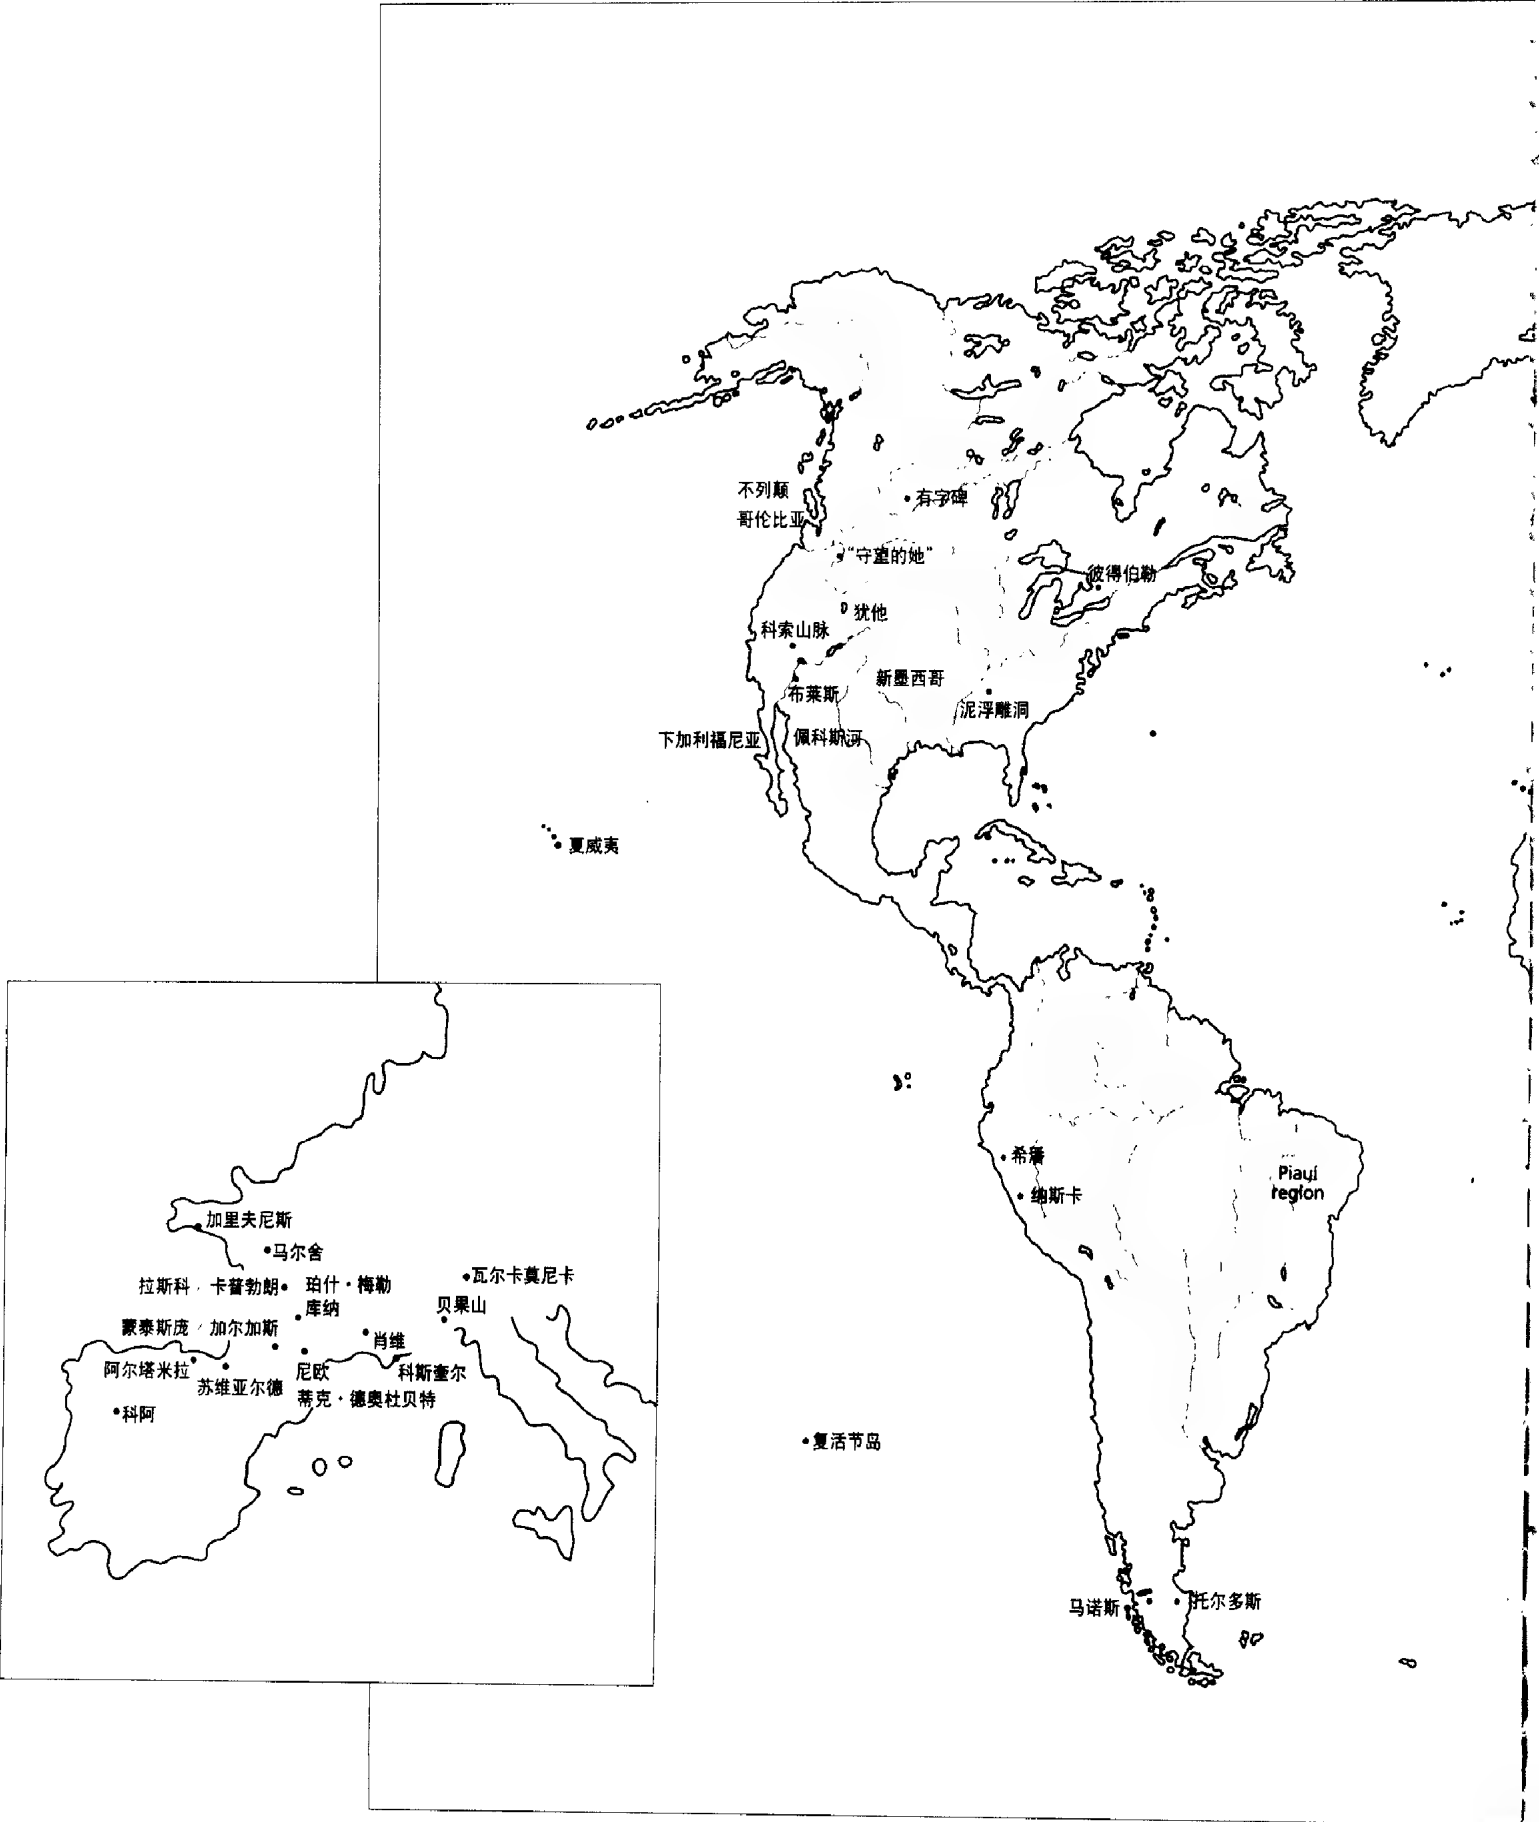 不列颠
哥伦比亚
有字碑
“守望的她”
彼得伯勒
犹他
科索山脉
新墨西哥
布莱斯
泥浮雕洞
下加利福尼亚
佩科斯河
夏威夷
希潘
纳斯卡
Piauí
region
复活节岛
马诺斯
托尔多斯
加里夫尼斯
马尔舍
瓦尔卡莫尼卡
拉斯科/卡普勃朗
珀什·梅勒
库纳
贝果山
蒙泰斯庞/加尔加斯
肖维
阿尔塔米拉
尼欧
科斯奎尔
苏维亚尔德
蒂克·德奥杜贝特
科阿